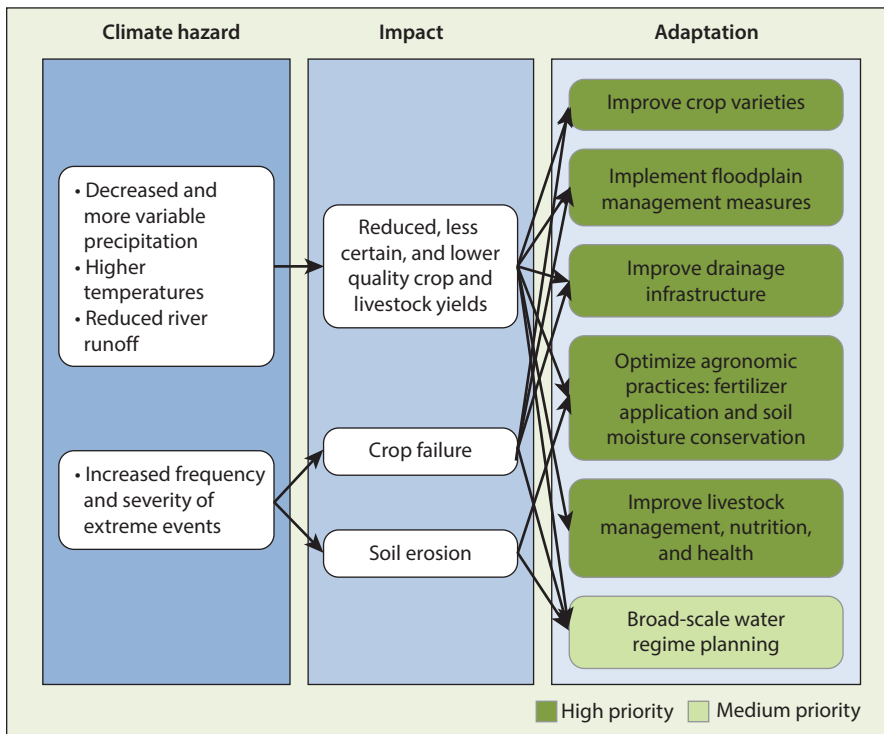 Climate hazard
Impact
Adaptation
• Decreased and
more variable
precipitation
• Higher
temperatures
• Reduced river
runoff
• Increased frequency
and severity of
extreme events
Reduced, less
certain, and lower
quality crop and
livestock yields
Crop failure
Soil erosion
Improve crop varieties
Implement floodplain
management measures
Improve drainage
infrastructure
Optimize agronomic
practices: fertilizer
application and soil
moisture conservation
Improve livestock
management, nutrition,
and health
Broad-scale water
regime planning
High priority
Medium priority